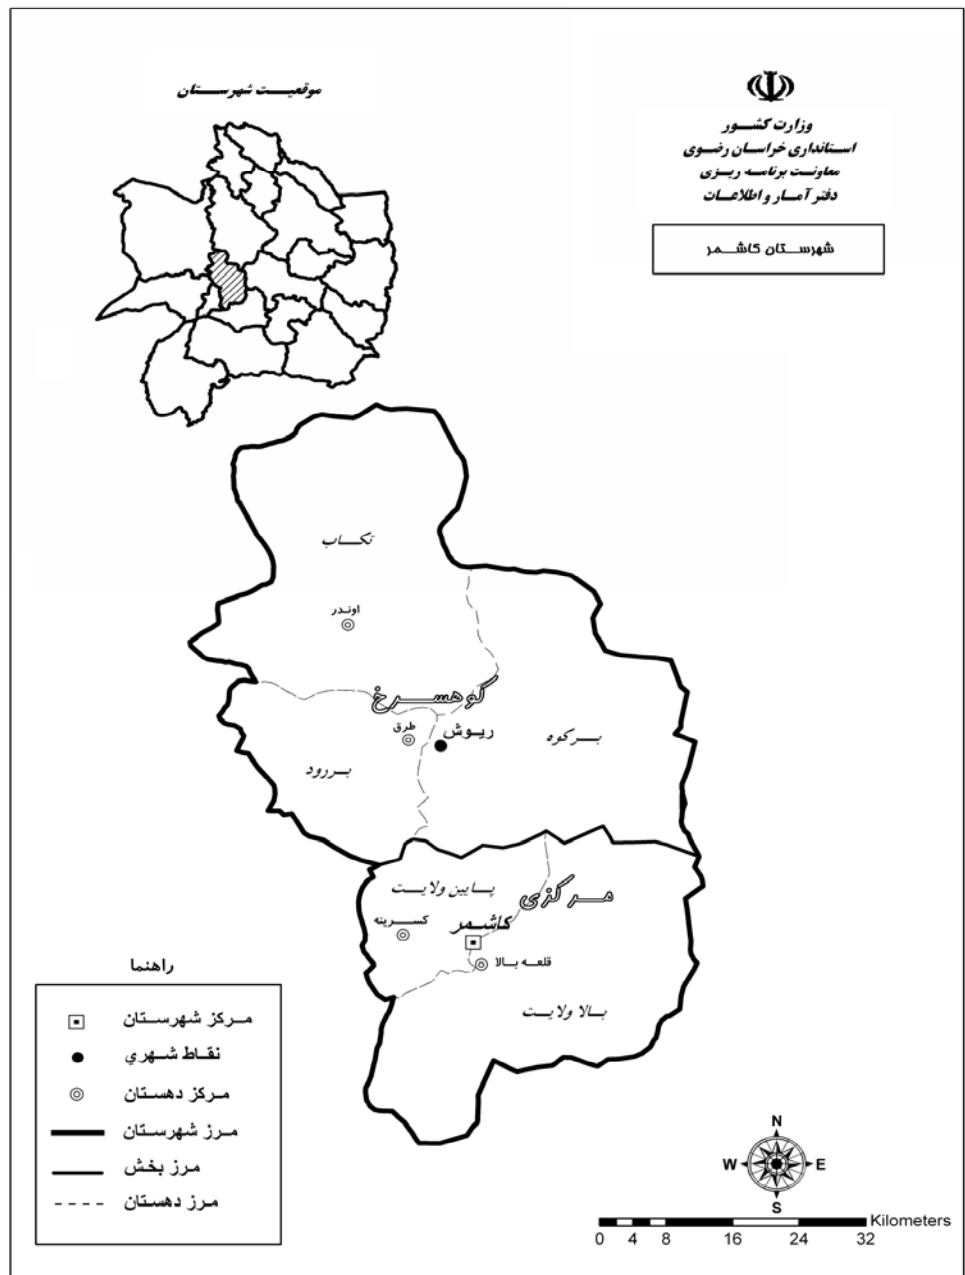 موقعیت شهرستان
وزارت کشور
استانداری خراسان رضوی
معاونت برنامه ریزی
دفتر آمار و اطلاعات
شهرستان کاشمر
تکاب
اوندر
کوهسرخ
ریوش
طرق
برکوه
بررود
پایین ولایت
مرکزی
کاشمر
کسرینه
قلعه بالا
بالا ولایت
راهنما
مرکز شهرستان
نقاط شهري
مرکز دهستان
مرز شهرستان
مرز بخش
مرز دهستان
N
W E
S
Kilometers
0 4 8 16 24 32